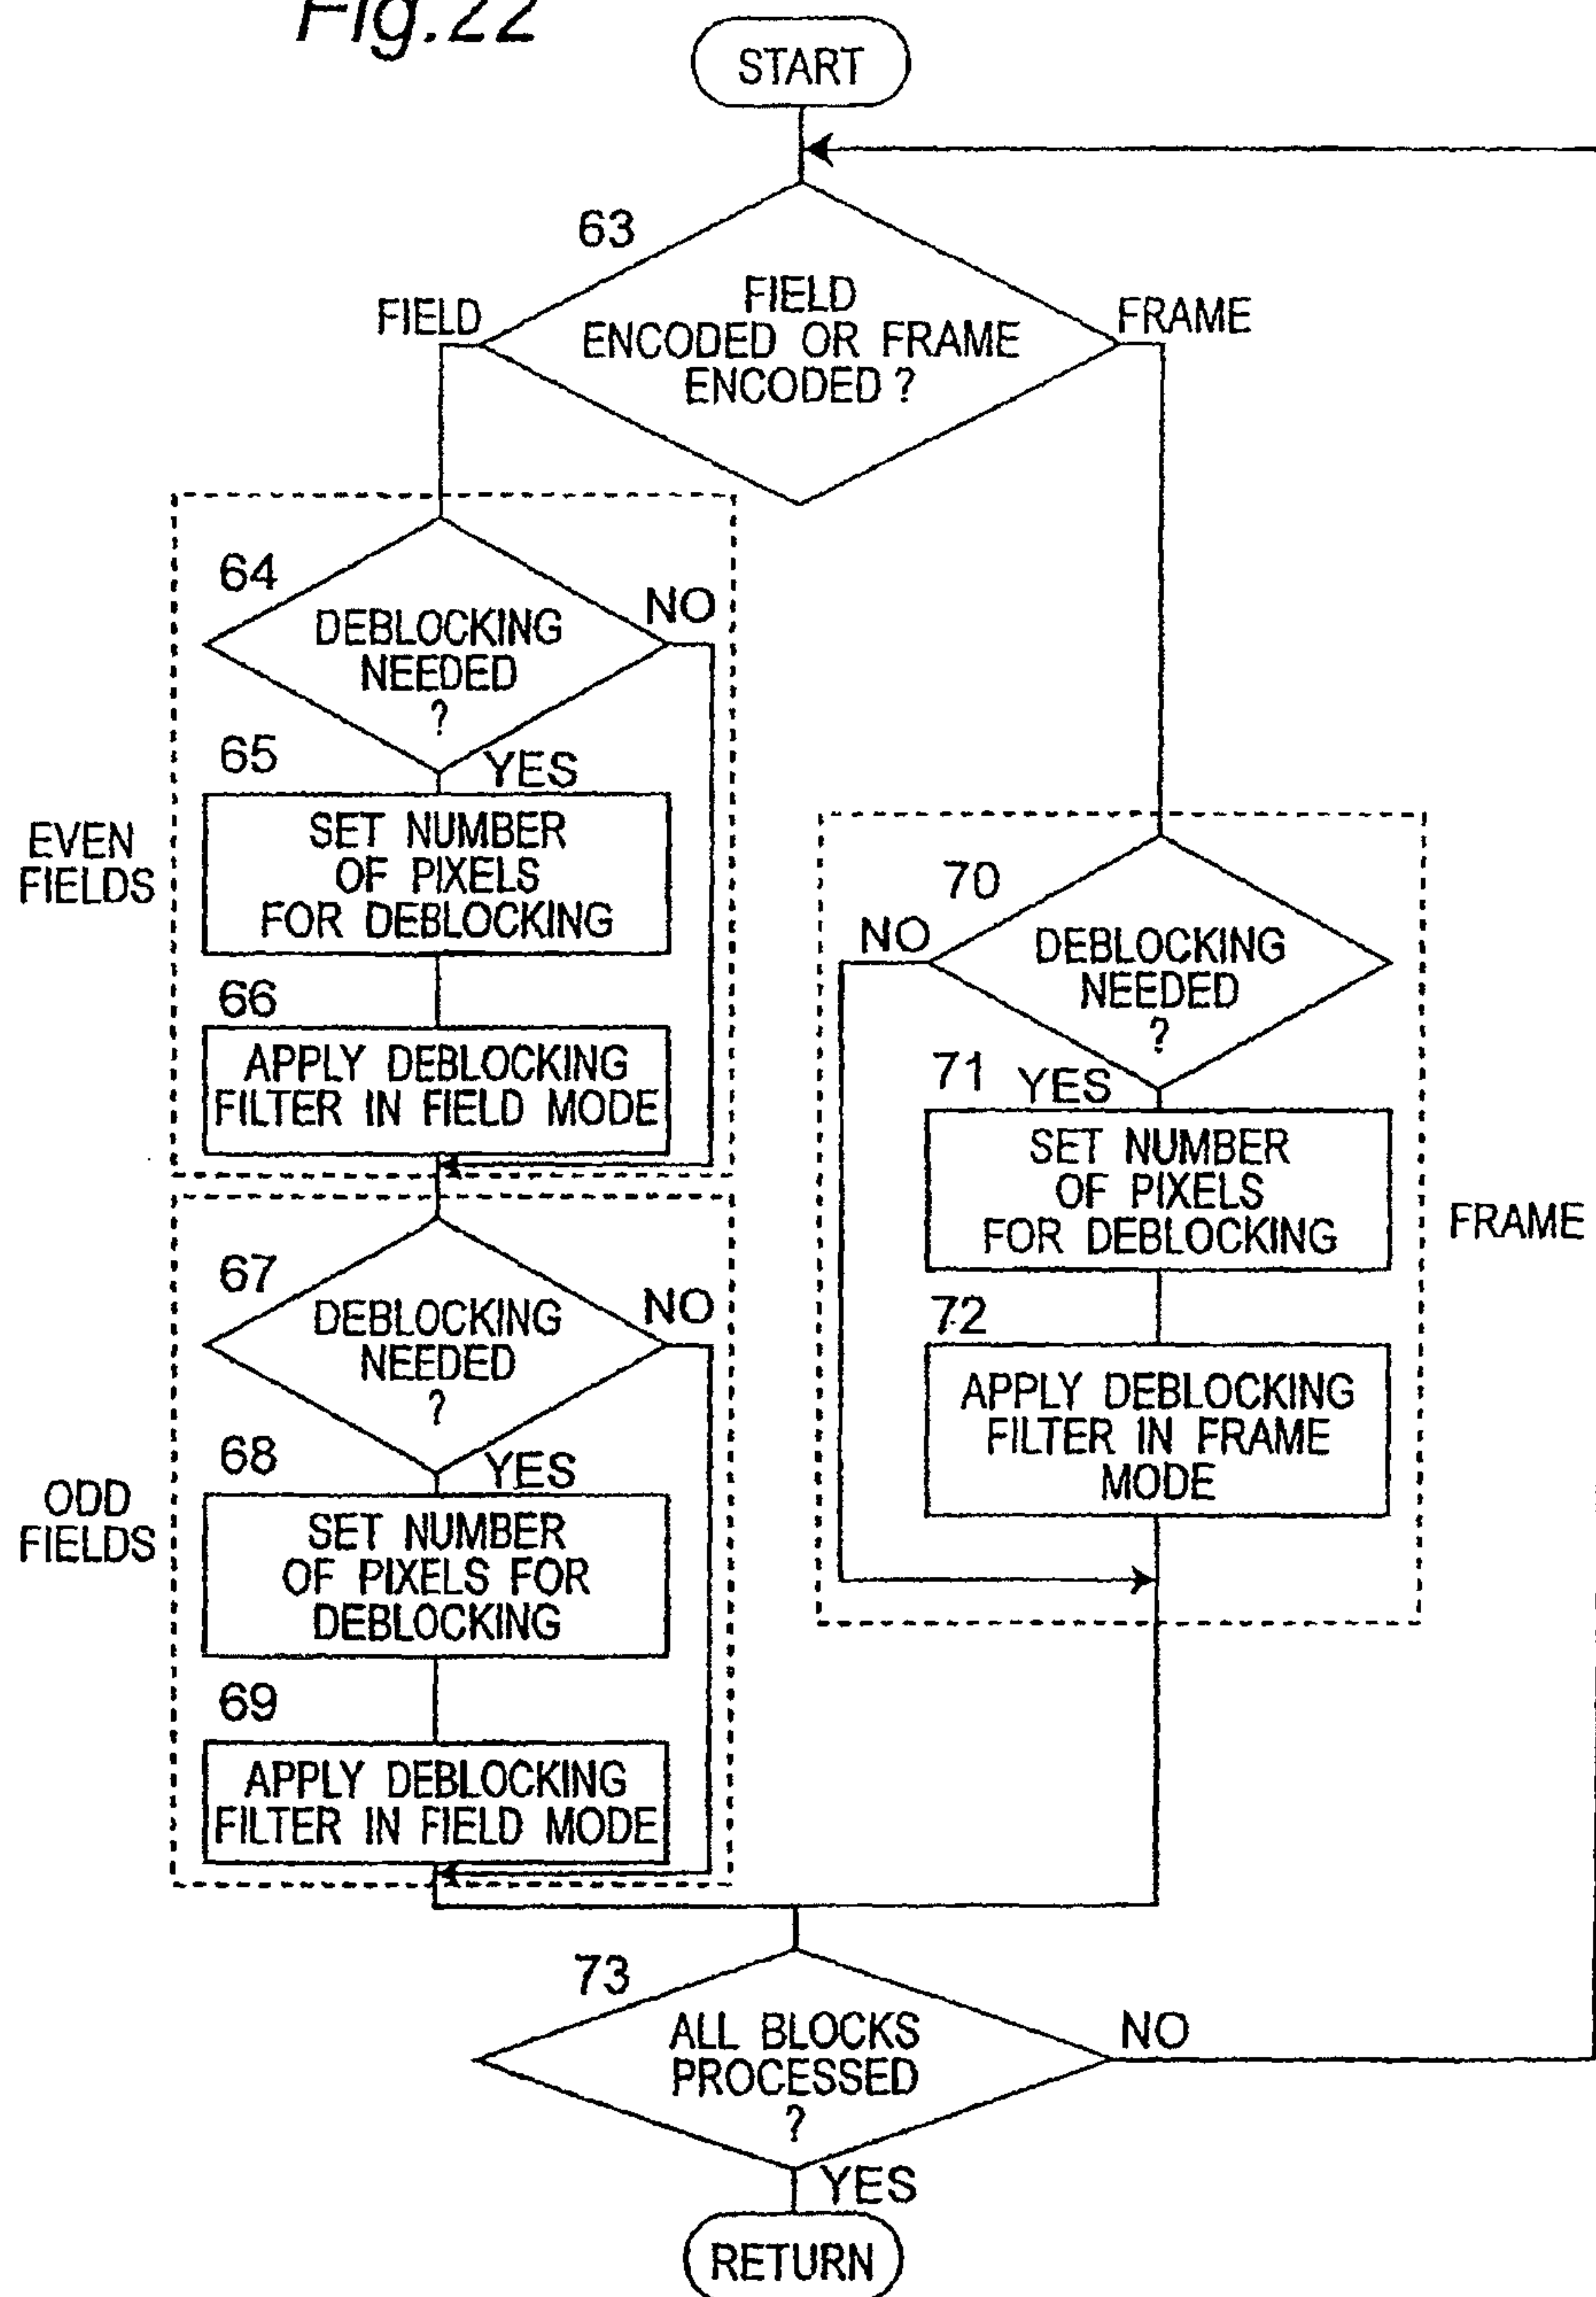 Fig.22
START
63
FIELD
ENCODED OR FRAME
ENCODED ?
FIELD
FRAME
64
DEBLOCKING
NEEDED
?
NO
YES
65
SET NUMBER
OF PIXELS
FOR DEBLOCKING
EVEN
FIELDS
66
APPLY DEBLOCKING
FILTER IN FIELD MODE
67
DEBLOCKING
NEEDED
?
NO
YES
68
SET NUMBER
OF PIXELS FOR
DEBLOCKING
ODD
FIELDS
69
APPLY DEBLOCKING
FILTER IN FIELD MODE
70
DEBLOCKING
NEEDED
?
NO
YES
71
SET NUMBER
OF PIXELS
FOR DEBLOCKING
FRAME
72
APPLY DEBLOCKING
FILTER IN FRAME
MODE
73
ALL BLOCKS
PROCESSED
?
NO
YES
RETURN